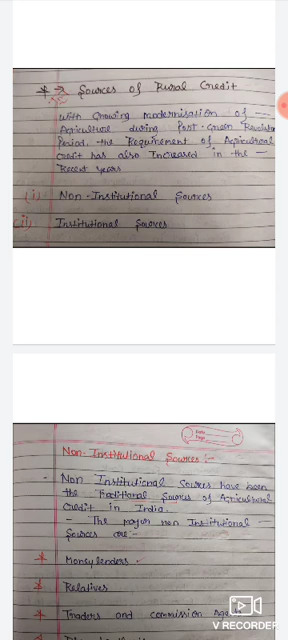 * → Sources of Rural Credit
With Growing modernisation of —
Agriculture during Post-Green Revolution
Period, the Requirement of Agricultural
Credit has also Increased in the —
Recent years
(i) Non-Institutional Sources
(ii) Institutional Sources
Date
Page
Non-Institutional Sources :-
- Non Institutional Sources have been
the Traditional Sources of Agricultural
Credit in India.
- The major non Institutional —
Sources are -
* Money lenders -
* Relatives
* Traders and commission Agents
V RECORDER